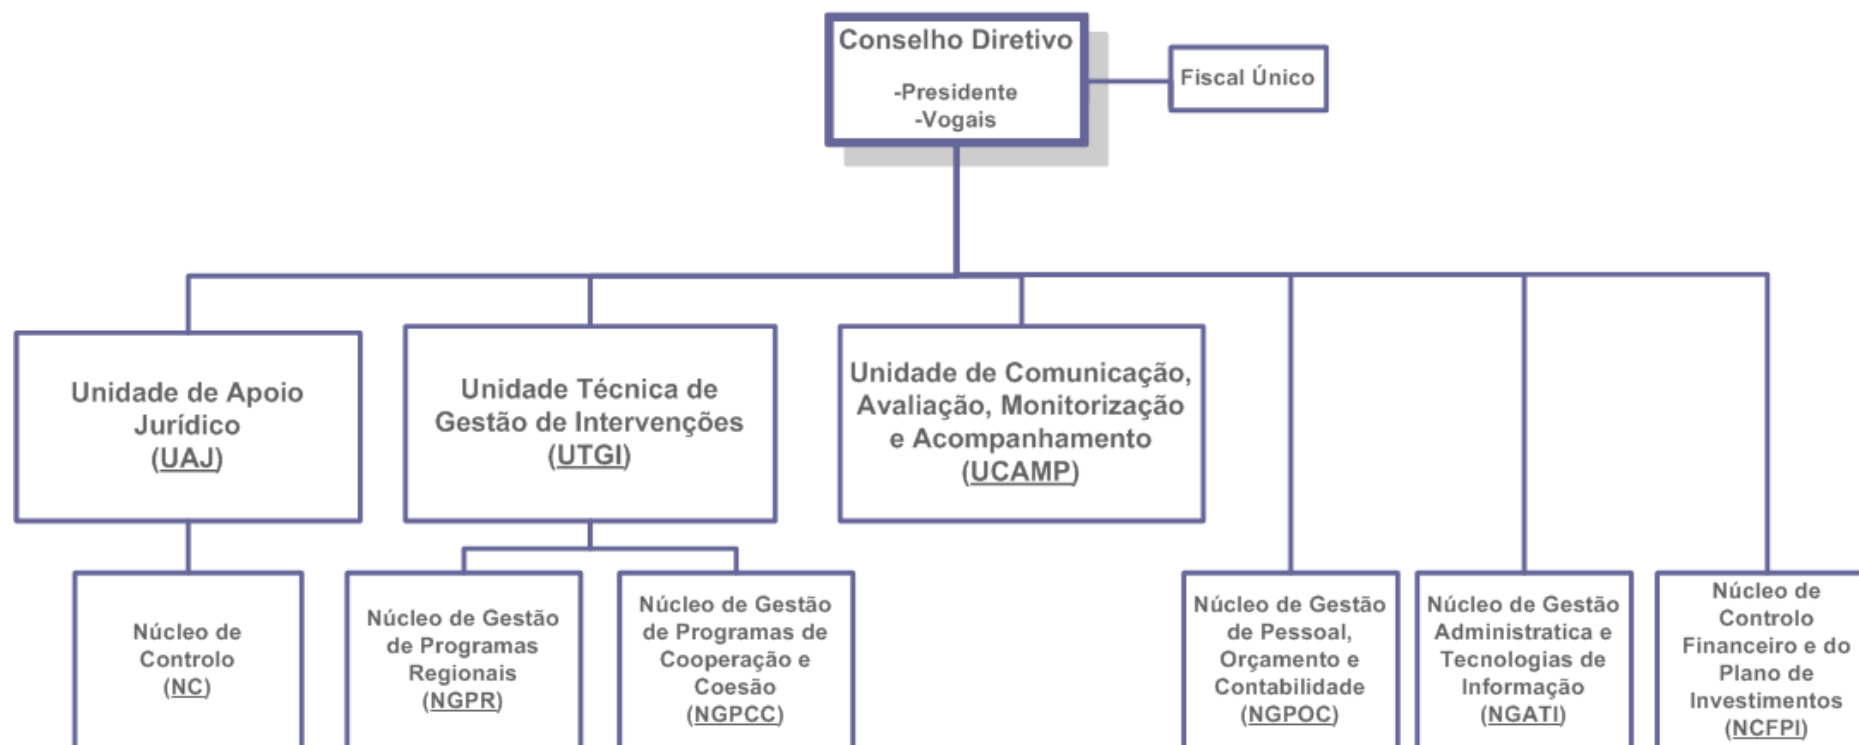 Conselho Diretivo
-Presidente
-Vogais
Fiscal Único
Unidade de Apoio
Jurídico
(UAJ)
Unidade Técnica de
Gestão de Intervenções
(UTGI)
Unidade de Comunicação,
Avaliação, Monitorização
e Acompanhamento
(UCAMP)
Núcleo de
Controlo
(NC)
Núcleo de Gestão
de Programas
Regionais
(NGPR)
Núcleo de Gestão
de Programas de
Cooperação e
Coesão
(NGPCC)
Núcleo de Gestão
de Pessoal,
Orçamento e
Contabilidade
(NGPOC)
Núcleo de Gestão
Administratica e
Tecnologias de
Informação
(NGATI)
Núcleo de
Controlo
Financeiro e do
Plano de
Investimentos
(NCFPI)